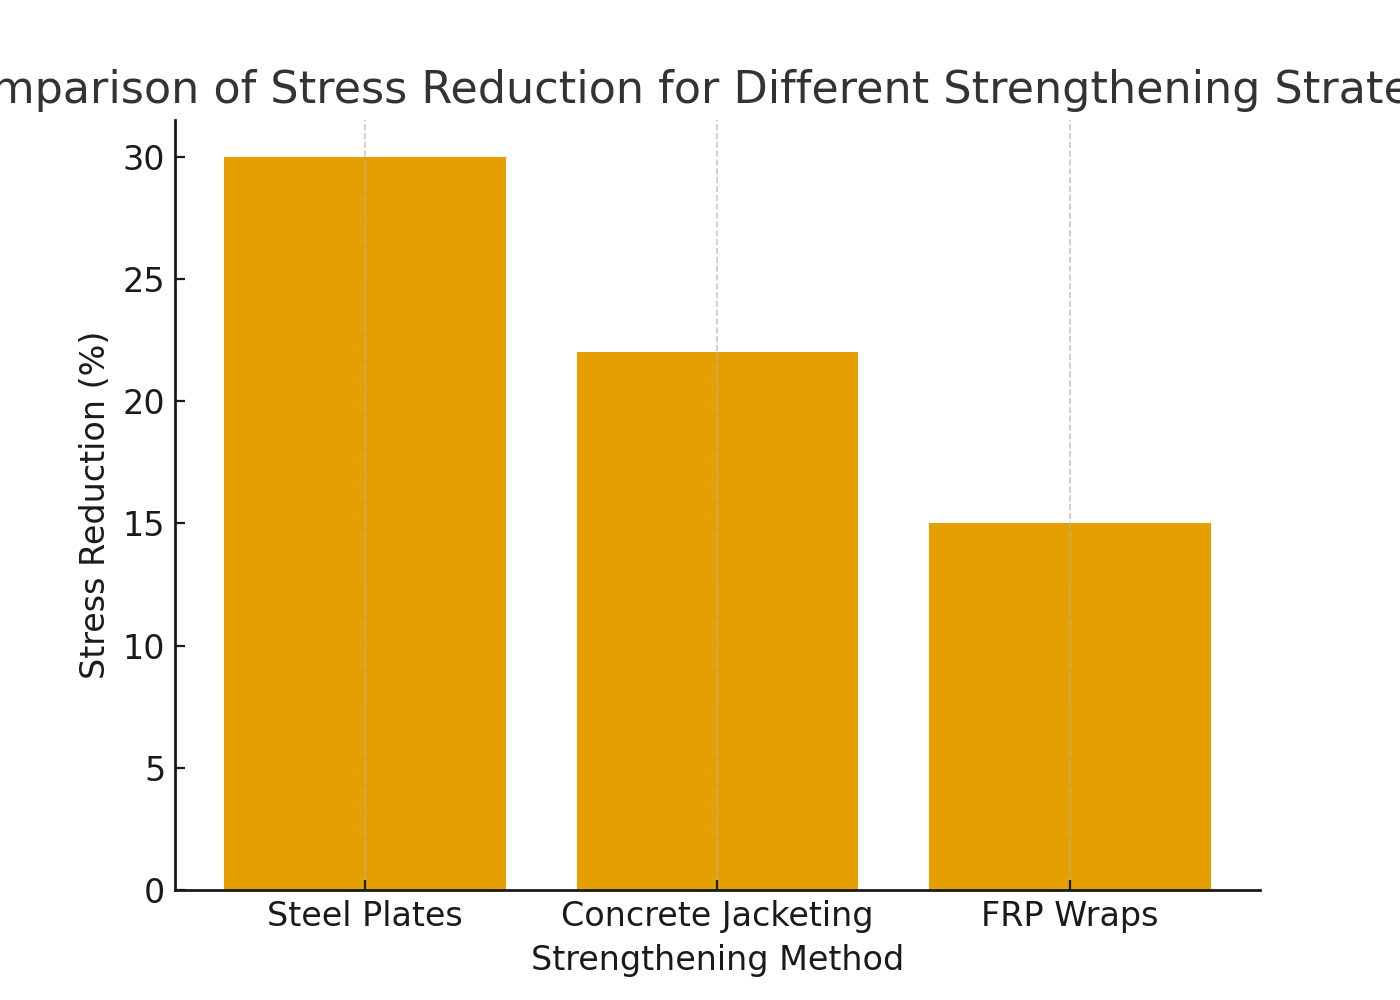 mparison of Stress Reduction for Different Strengthening Strate
30
25
20
15
10
5
0
Stress Reduction (%)
Steel Plates
Concrete Jacketing
FRP Wraps
Strengthening Method